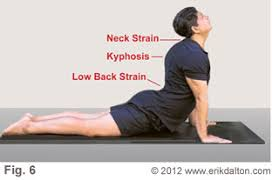 Neck Strain
Kyphosis
Low Back Strain
Fig. 6
© 2012 www.erikdalton.com